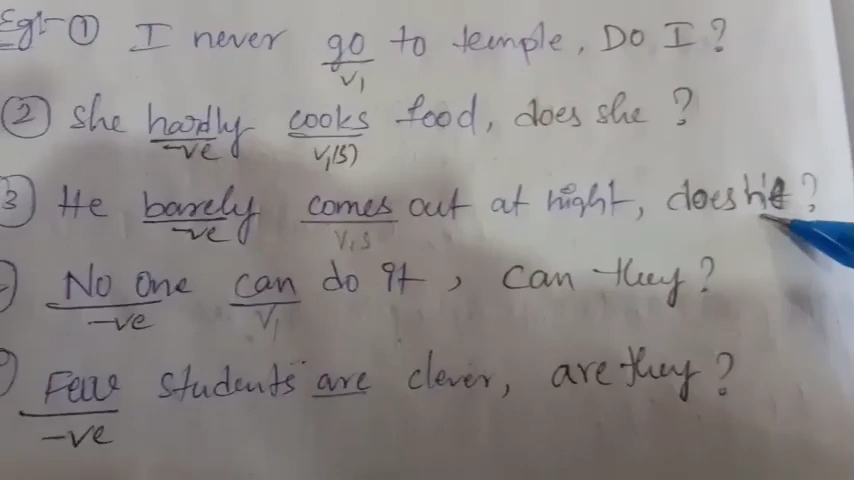 Eg:- ① I never go to temple, Do I?
V₁
② she hardly cooks food, does she?
-ve V₁(S)
3 He barely comes out at night, does he?
-ve V₁S
No one can do it, can they?
-ve V₁
Few students are clever, are they?
-ve